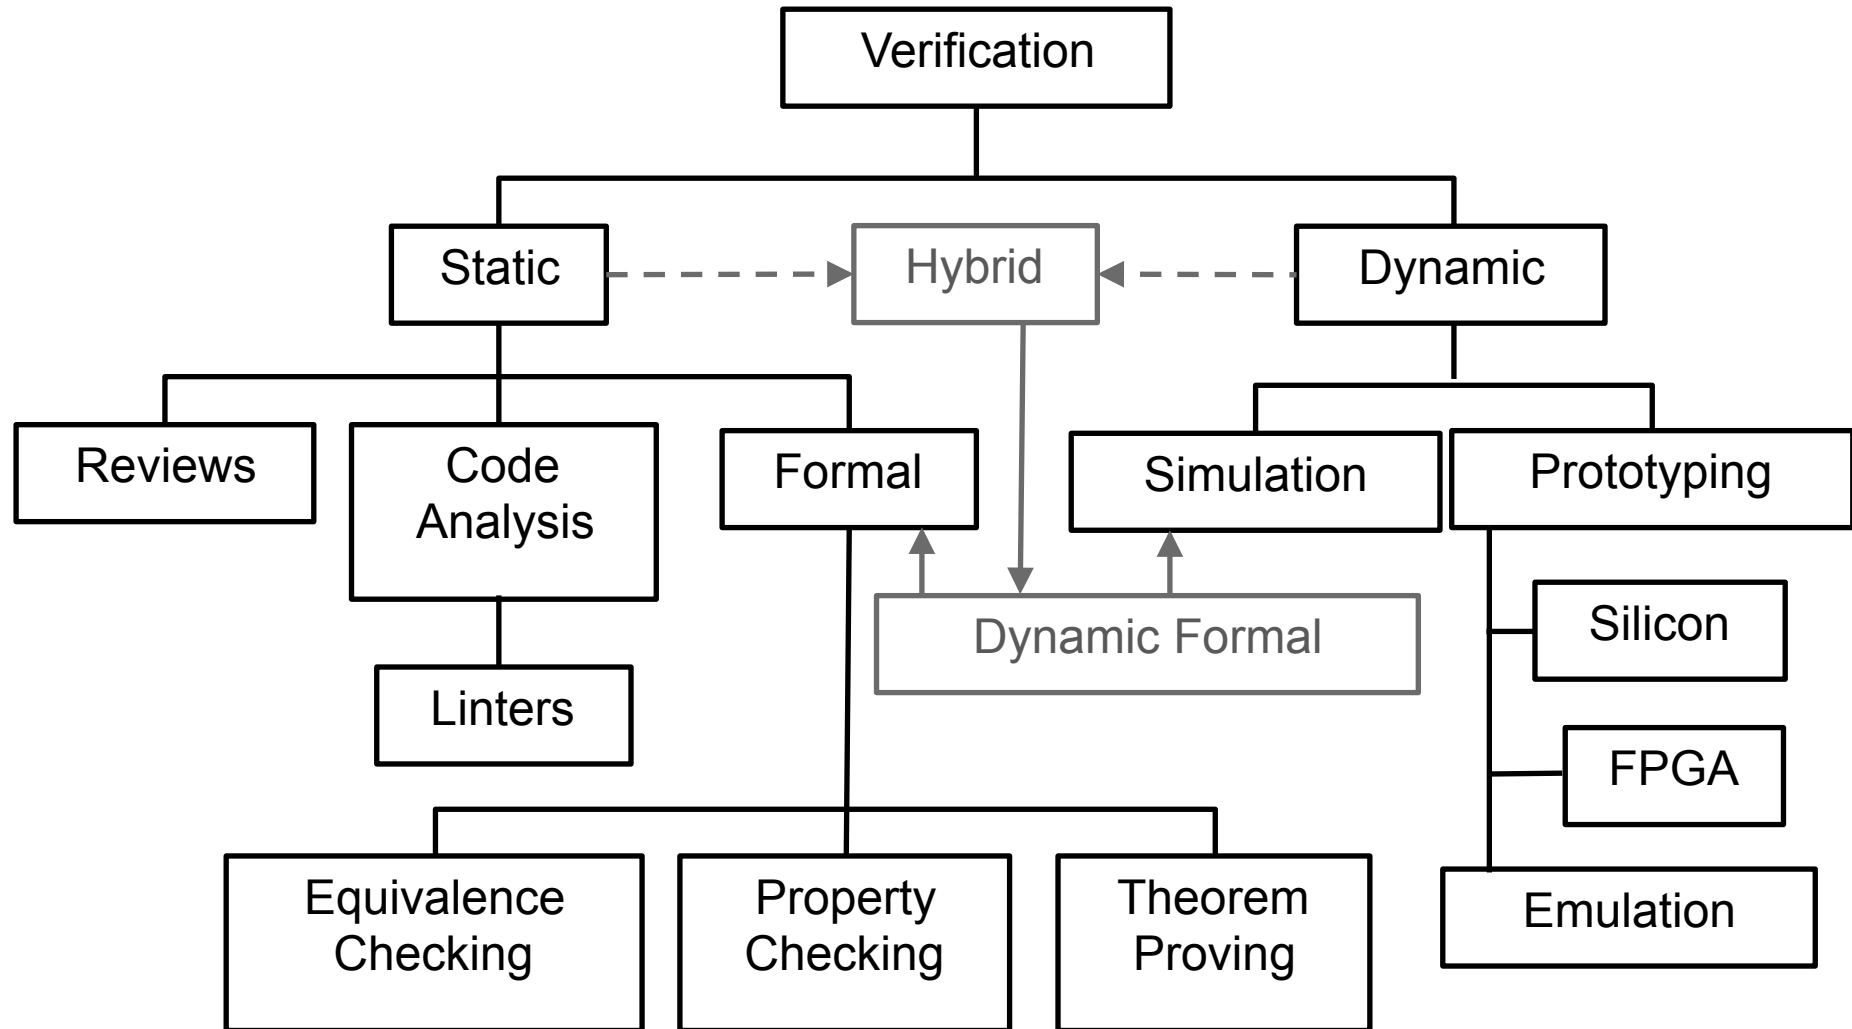 Verification
Static
Hybrid
Dynamic
Reviews
Code
Analysis
Formal
Simulation
Prototyping
Silicon
Dynamic Formal
Linters
FPGA
Equivalence
Checking
Property
Checking
Theorem
Proving
Emulation